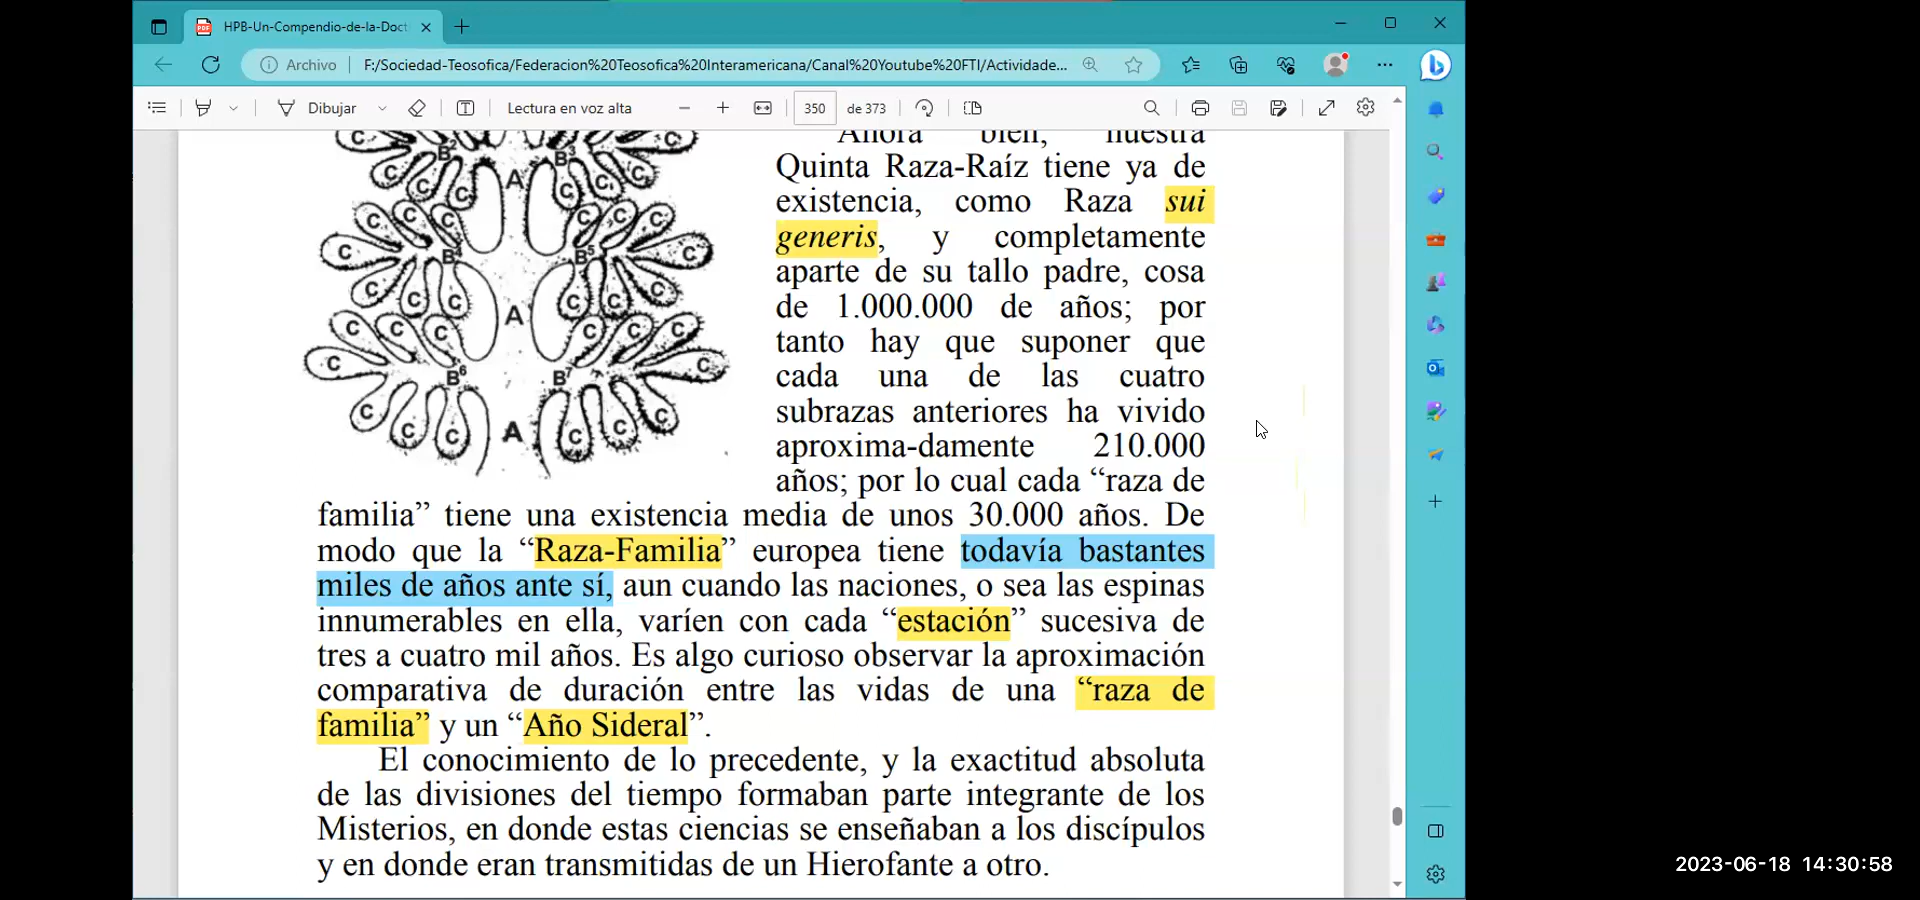 HPB-Un-Compendio-de-la-Doct
Archivo
F:/Sociedad-Teosofica/Federacion%20Teosofica%20Interamericana/Canal%20Youtube%20FTI/Actividade...
Dibujar
Lectura en voz alta
350
de 373
Ahora bien, nuestra
Quinta Raza-Raíz tiene ya de
existencia, como Raza sui
generis, y completamente
aparte de su tallo padre, cosa
de 1.000.000 de años; por
tanto hay que suponer que
cada una de las cuatro
subrazas anteriores ha vivido
aproxima-damente 210.000
años; por lo cual cada “raza de
familia” tiene una existencia media de unos 30.000 años. De
modo que la “Raza-Familia” europea tiene todavía bastantes
miles de años ante sí, aun cuando las naciones, o sea las espinas
innumerables en ella, varíen con cada “estación” sucesiva de
tres a cuatro mil años. Es algo curioso observar la aproximación
comparativa de duración entre las vidas de una “raza de
familia” y un “Año Sideral”.
El conocimiento de lo precedente, y la exactitud absoluta
de las divisiones del tiempo formaban parte integrante de los
Misterios, en donde estas ciencias se enseñaban a los discípulos
y en donde eran transmitidas de un Hierofante a otro.
C C
B² B³
C C C A C C C
C C C C C C
C B⁴ B⁵ C
C C C A C C C
C C C C C C
C B⁶ B⁷ C
C C C A C C C
2023-06-18 14:30:58